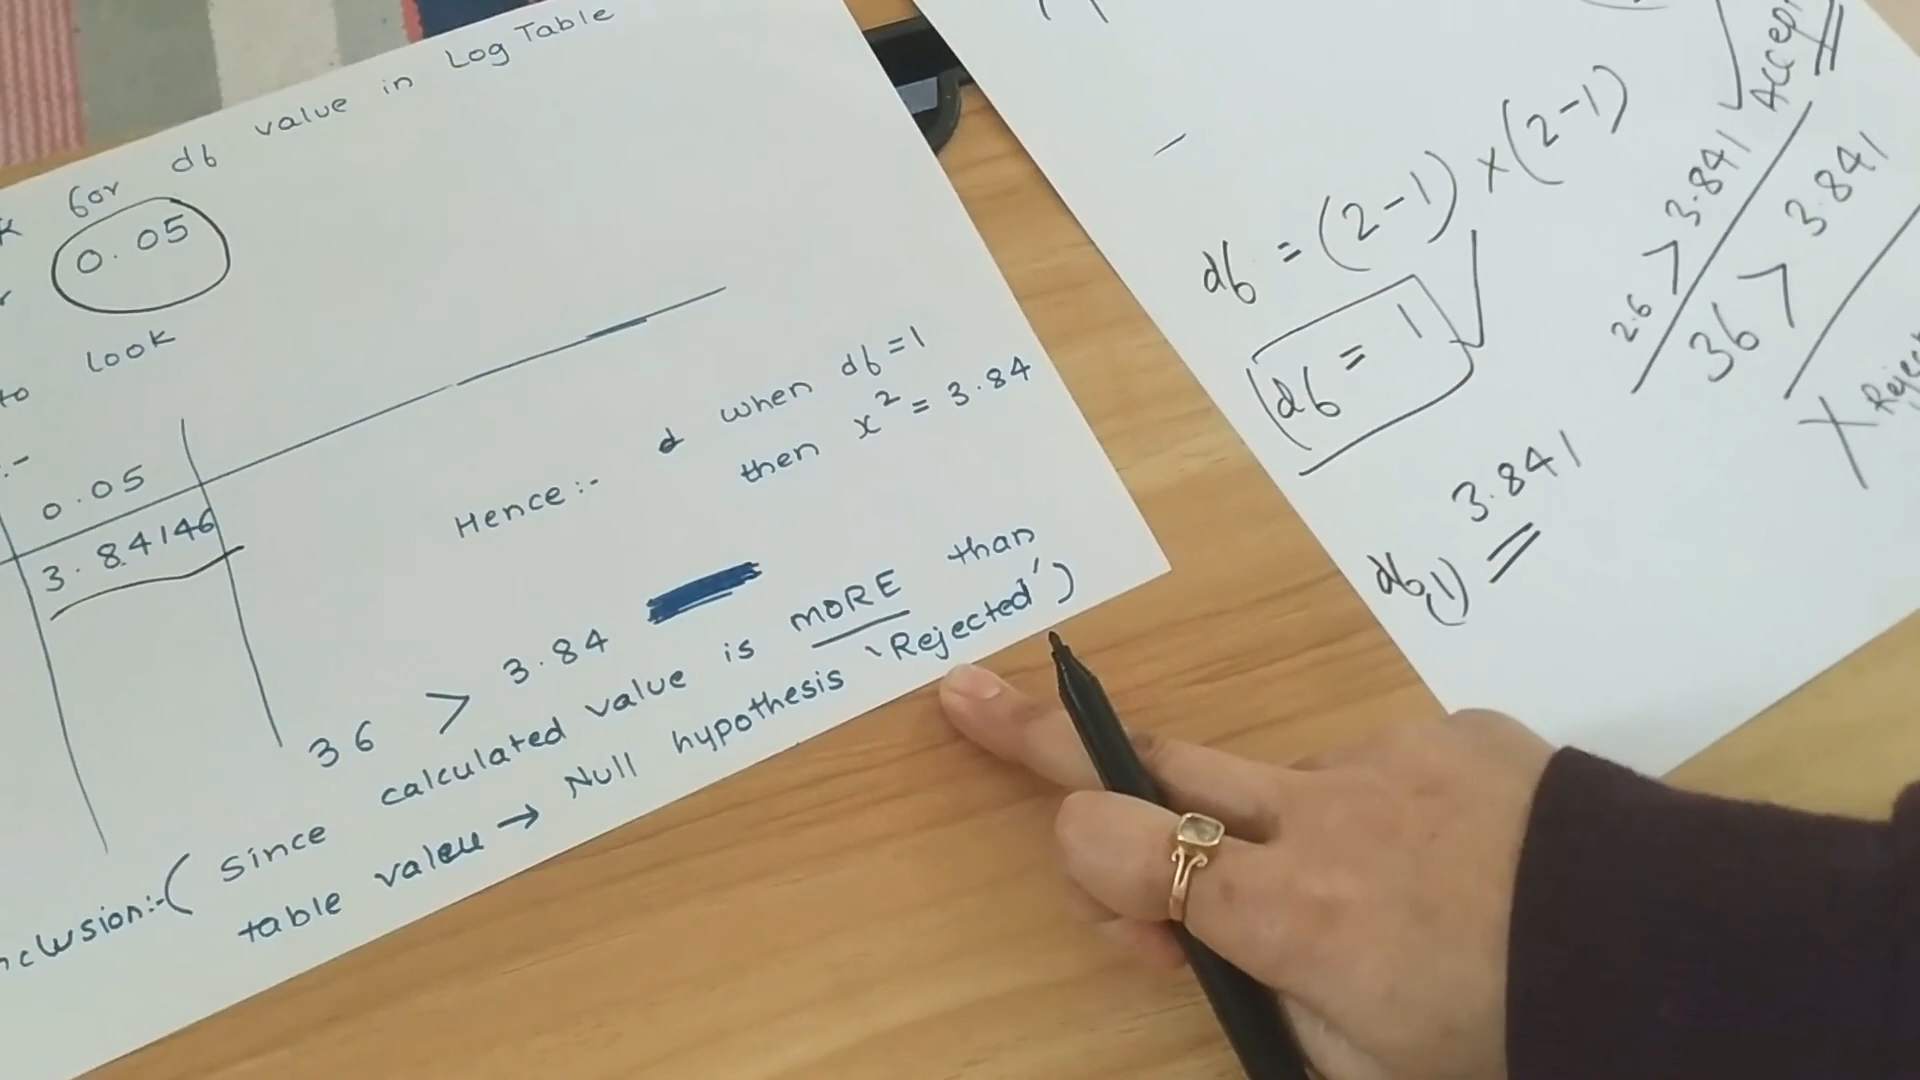 for df value in Log Table
0.05
to look
:-
0.05
3.84146
Hence:- when df=1
then x² = 3.84
36 > 3.84
since calculated value is MORE than
table valeu → Null hypothesis 'Rejected')
df = (2-1) x (2-1)
df = 1
3.841
df(1)
2.6 > 3.841
36 > 3.841
X